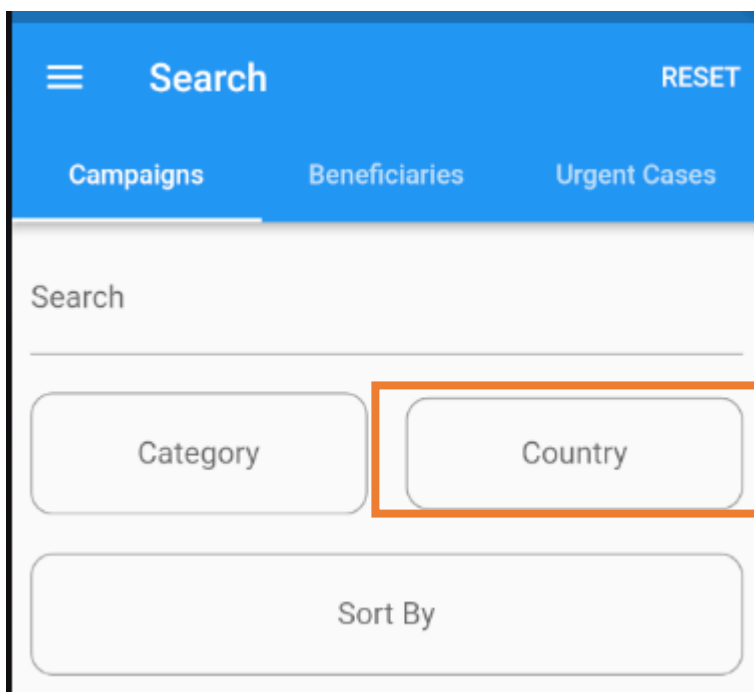 Search RESET
Campaigns Beneficiaries Urgent Cases
Search
Category Country
Sort By